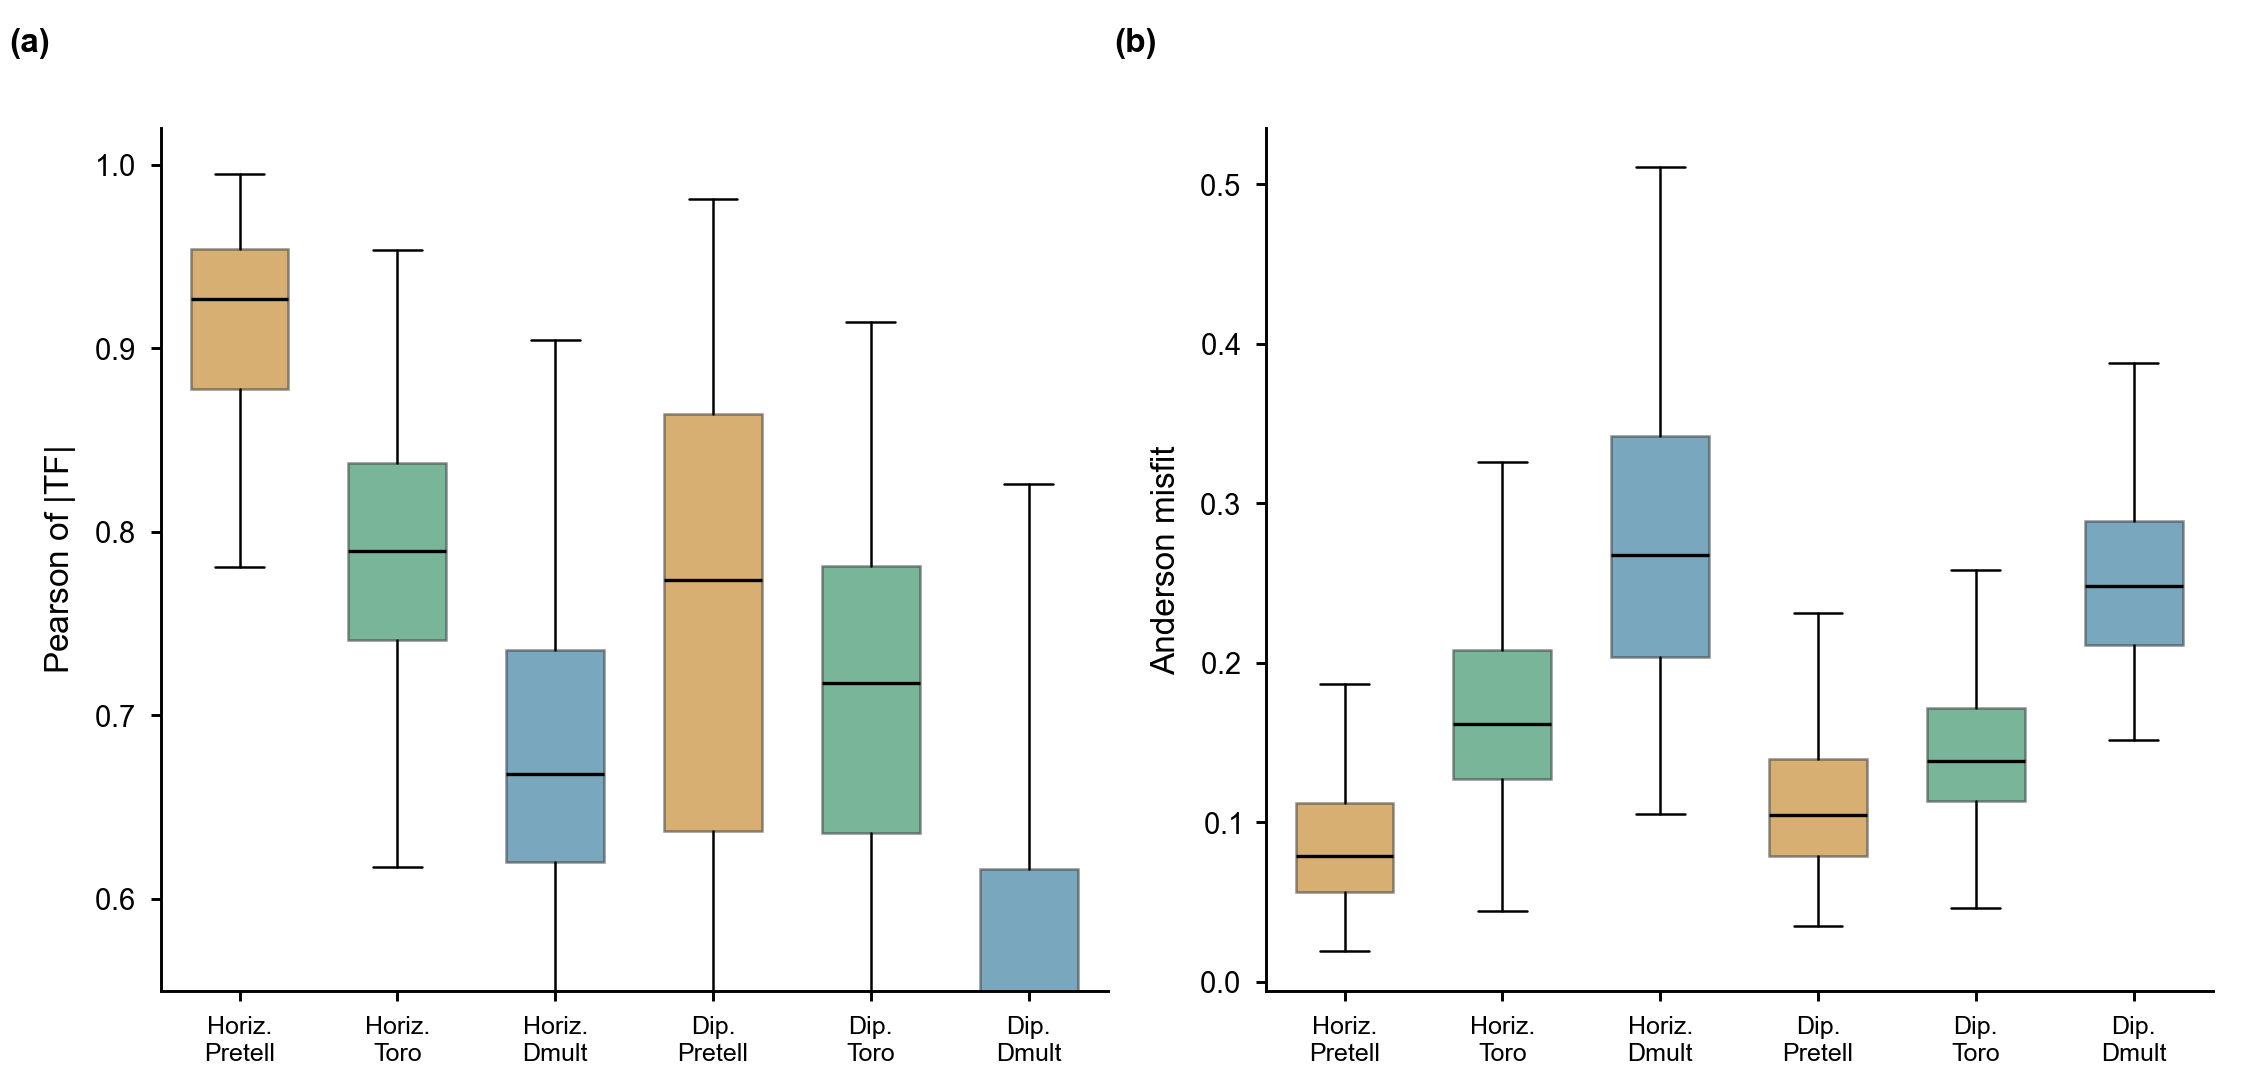 (a)
Pearson of |TF|
1.0
0.9
0.8
0.7
0.6
Horiz.
Pretell
Horiz.
Toro
Horiz.
Dmult
Dip.
Pretell
Dip.
Toro
Dip.
Dmult
(b)
Anderson misfit
0.5
0.4
0.3
0.2
0.1
0.0
Horiz.
Pretell
Horiz.
Toro
Horiz.
Dmult
Dip.
Pretell
Dip.
Toro
Dip.
Dmult